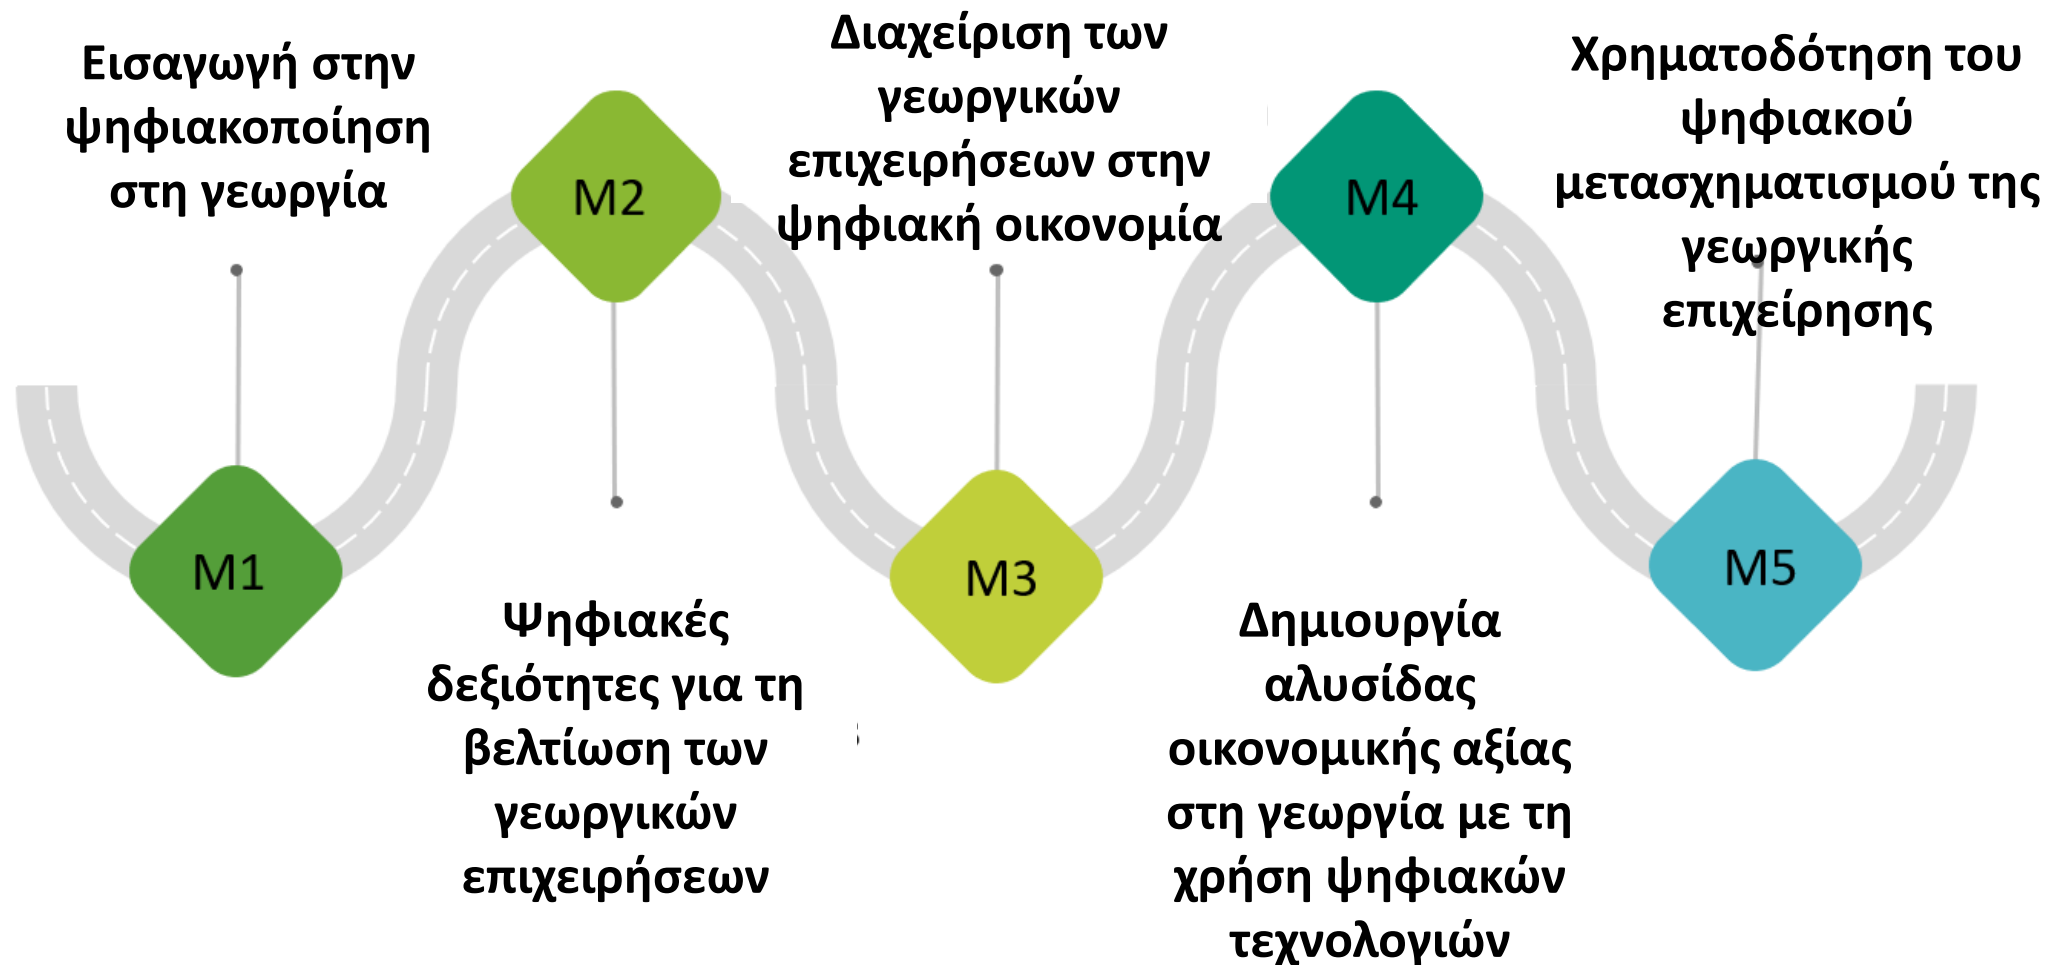 Εισαγωγή στην
ψηφιακοποίηση
στη γεωργία
M1
M2
Ψηφιακές
δεξιότητες για τη
βελτίωση των
γεωργικών
επιχειρήσεων
Διαχείριση των
γεωργικών
επιχειρήσεων στην
ψηφιακή οικονομία
M3
M4
Δημιουργία
αλυσίδας
οικονομικής αξίας
στη γεωργία με τη
χρήση ψηφιακών
τεχνολογιών
Χρηματοδότηση του
ψηφιακού
μετασχηματισμού της
γεωργικής
επιχείρησης
M5